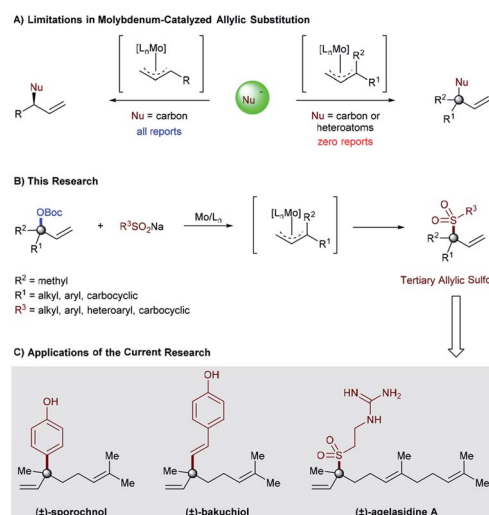 A) Limitations in Molybdenum-Catalyzed Allylic Substitution
[LnMo]
[LnMo]
Nu
R
R
Nu = carbon
all reports
Nu -
R2
R1
Nu = carbon or
heteroatoms
zero reports
Nu
R2
R1
B) This Research
OBoc
R2
R1
+
R3SO2Na
Mo/Ln
[LnMo]
R2
R1
O
O
S
R3
R2
R1
R2 = methyl
R1 = alkyl, aryl, carbocyclic
R3 = alkyl, aryl, heteroaryl, carbocyclic
Tertiary Allylic Sulfo
C) Applications of the Current Research
OH
Me
Me
Me
(±)-sporochnol
OH
Me
Me
Me
(±)-bakuchiol
HN
NH2
NH
O
O
S
Me
Me
Me
Me
(±)-agelasidine A